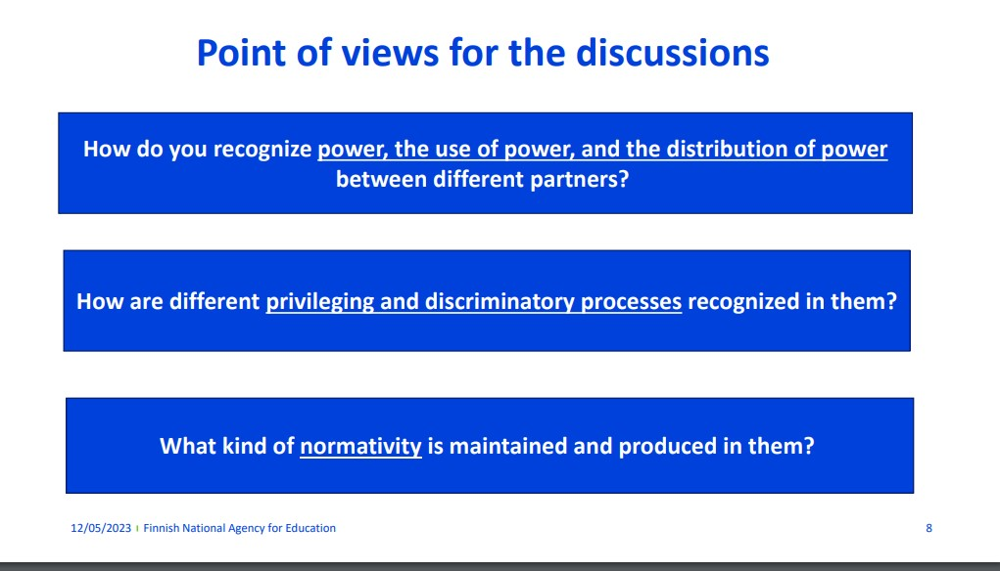 Point of views for the discussions
How do you recognize power, the use of power, and the distribution of power
between different partners?
How are different privileging and discriminatory processes recognized in them?
What kind of normativity is maintained and produced in them?
12/05/2023 ı Finnish National Agency for Education
8